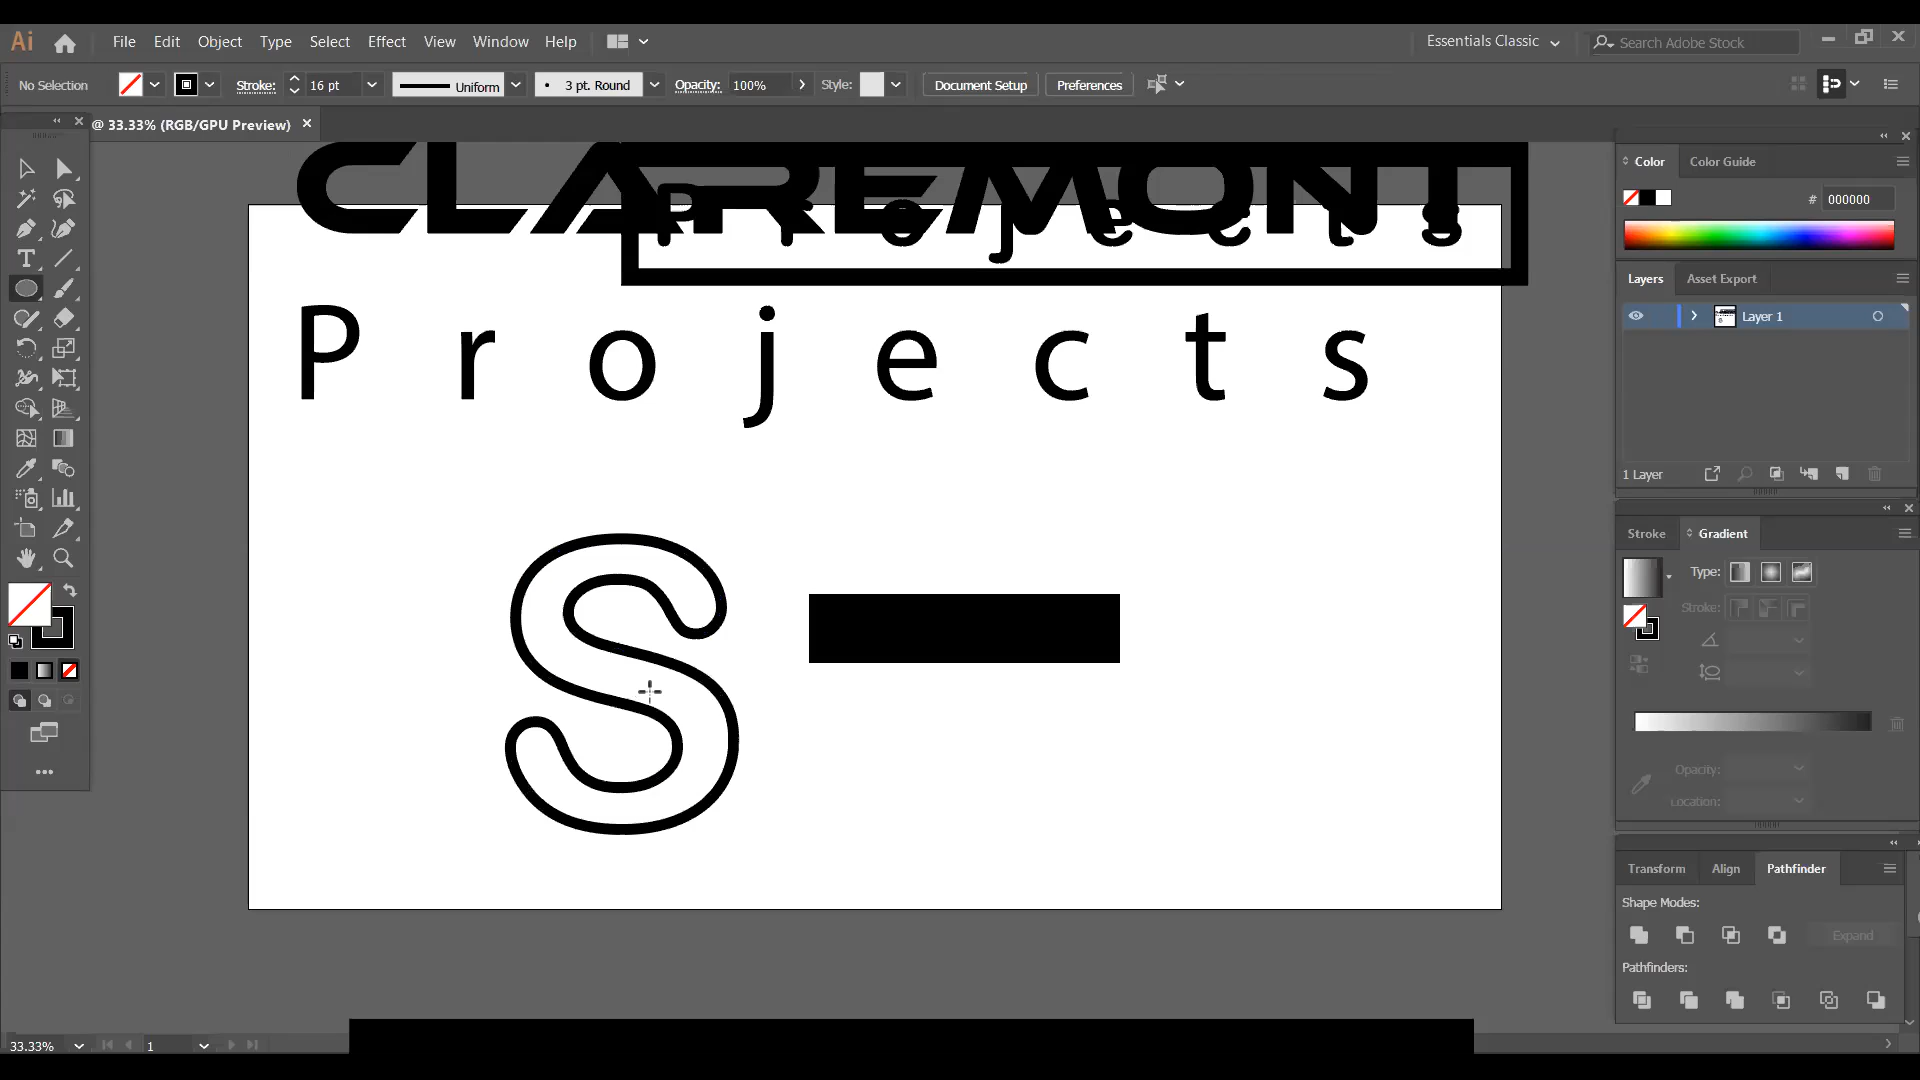 Ai File Edit Object Type Select Effect View Window Help Essentials Classic Search Adobe Stock
No Selection Stroke: 16 pt Uniform 3 pt. Round Opacity: 100% Style: Document Setup Preferences
@ 33.33% (RGB/GPU Preview)
CLAREMONT
Projects
Projects
S
Color Color Guide
# 000000
Layers Asset Export
Layer 1
1 Layer
Stroke Gradient
Type:
Stroke:
Opacity:
Location:
Transform Align Pathfinder
Shape Modes:
Expand
Pathfinders:
33.33% 1